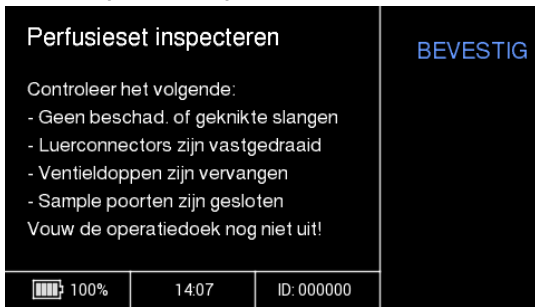 Perfusieset inspecteren
BEVESTIG
Controleer het volgende:
- Geen beschad. of geknikte slangen
- Luerconnectors zijn vastgedraaid
- Ventieldoppen zijn vervangen
- Sample poorten zijn gesloten
Vouw de operatiedoek nog niet uit!
100%
14:07
ID: 000000